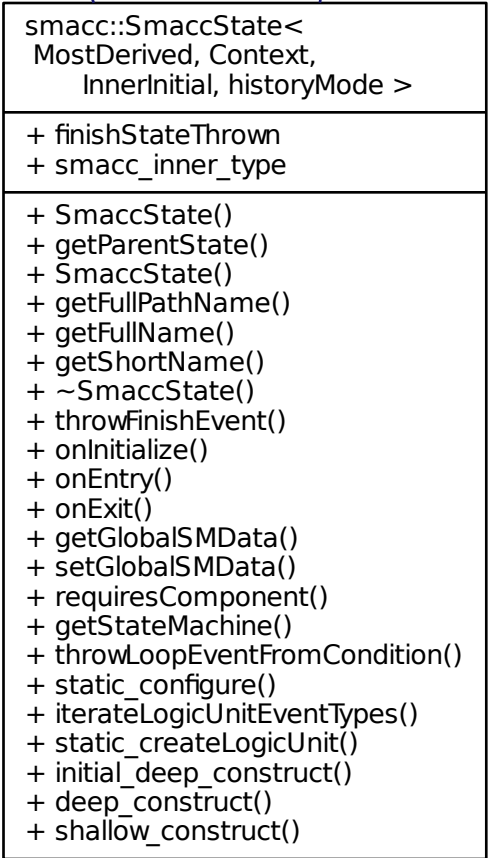 smacc::SmaccState<
MostDerived, Context,
InnerInitial, historyMode >
+ finishStateThrown
+ smacc_inner_type
+ SmaccState()
+ getParentState()
+ SmaccState()
+ getFullPathName()
+ getFullName()
+ getShortName()
+ ~SmaccState()
+ throwFinishEvent()
+ onInitialize()
+ onEntry()
+ onExit()
+ getGlobalSMData()
+ setGlobalSMData()
+ requiresComponent()
+ getStateMachine()
+ throwLoopEventFromCondition()
+ static_configure()
+ iterateLogicUnitEventTypes()
+ static_createLogicUnit()
+ initial_deep_construct()
+ deep_construct()
+ shallow_construct()